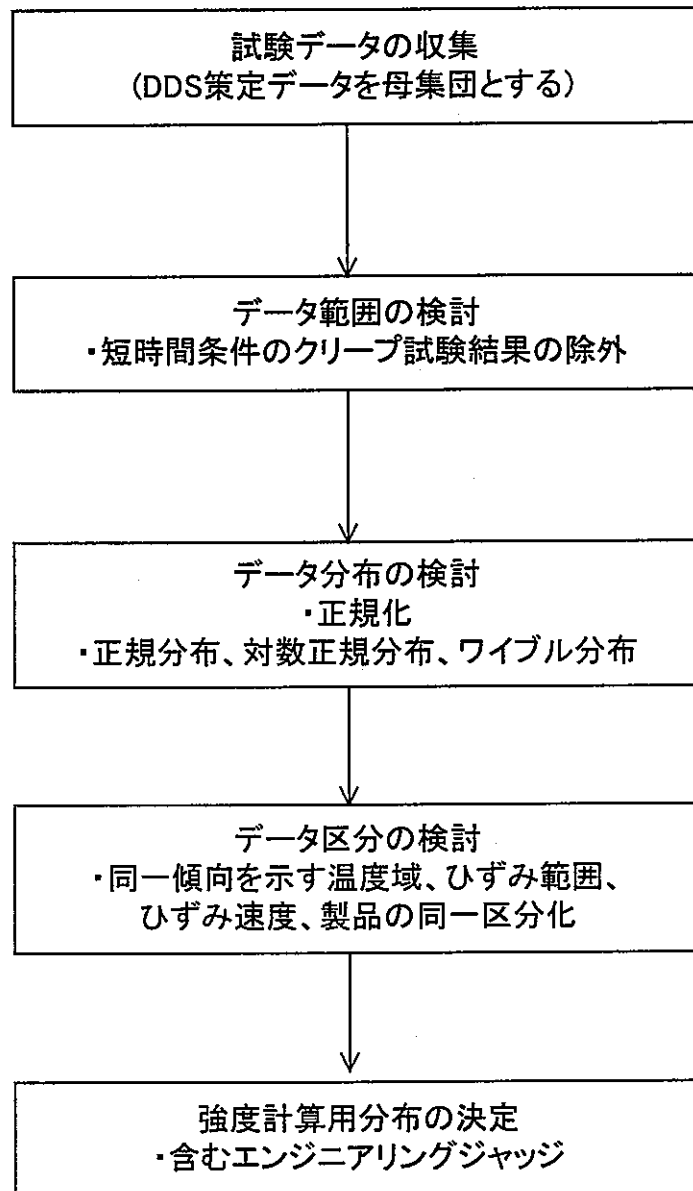 試験データの収集
(DDS策定データを母集団とする)
データ範囲の検討
・短時間条件のクリープ試験結果の除外
データ分布の検討
・正規化
・正規分布、対数正規分布、ワイブル分布
データ区分の検討
・同一傾向を示す温度域、ひずみ範囲、
ひずみ速度、製品の同一区分化
強度計算用分布の決定
・含むエンジニアリングジャッジ